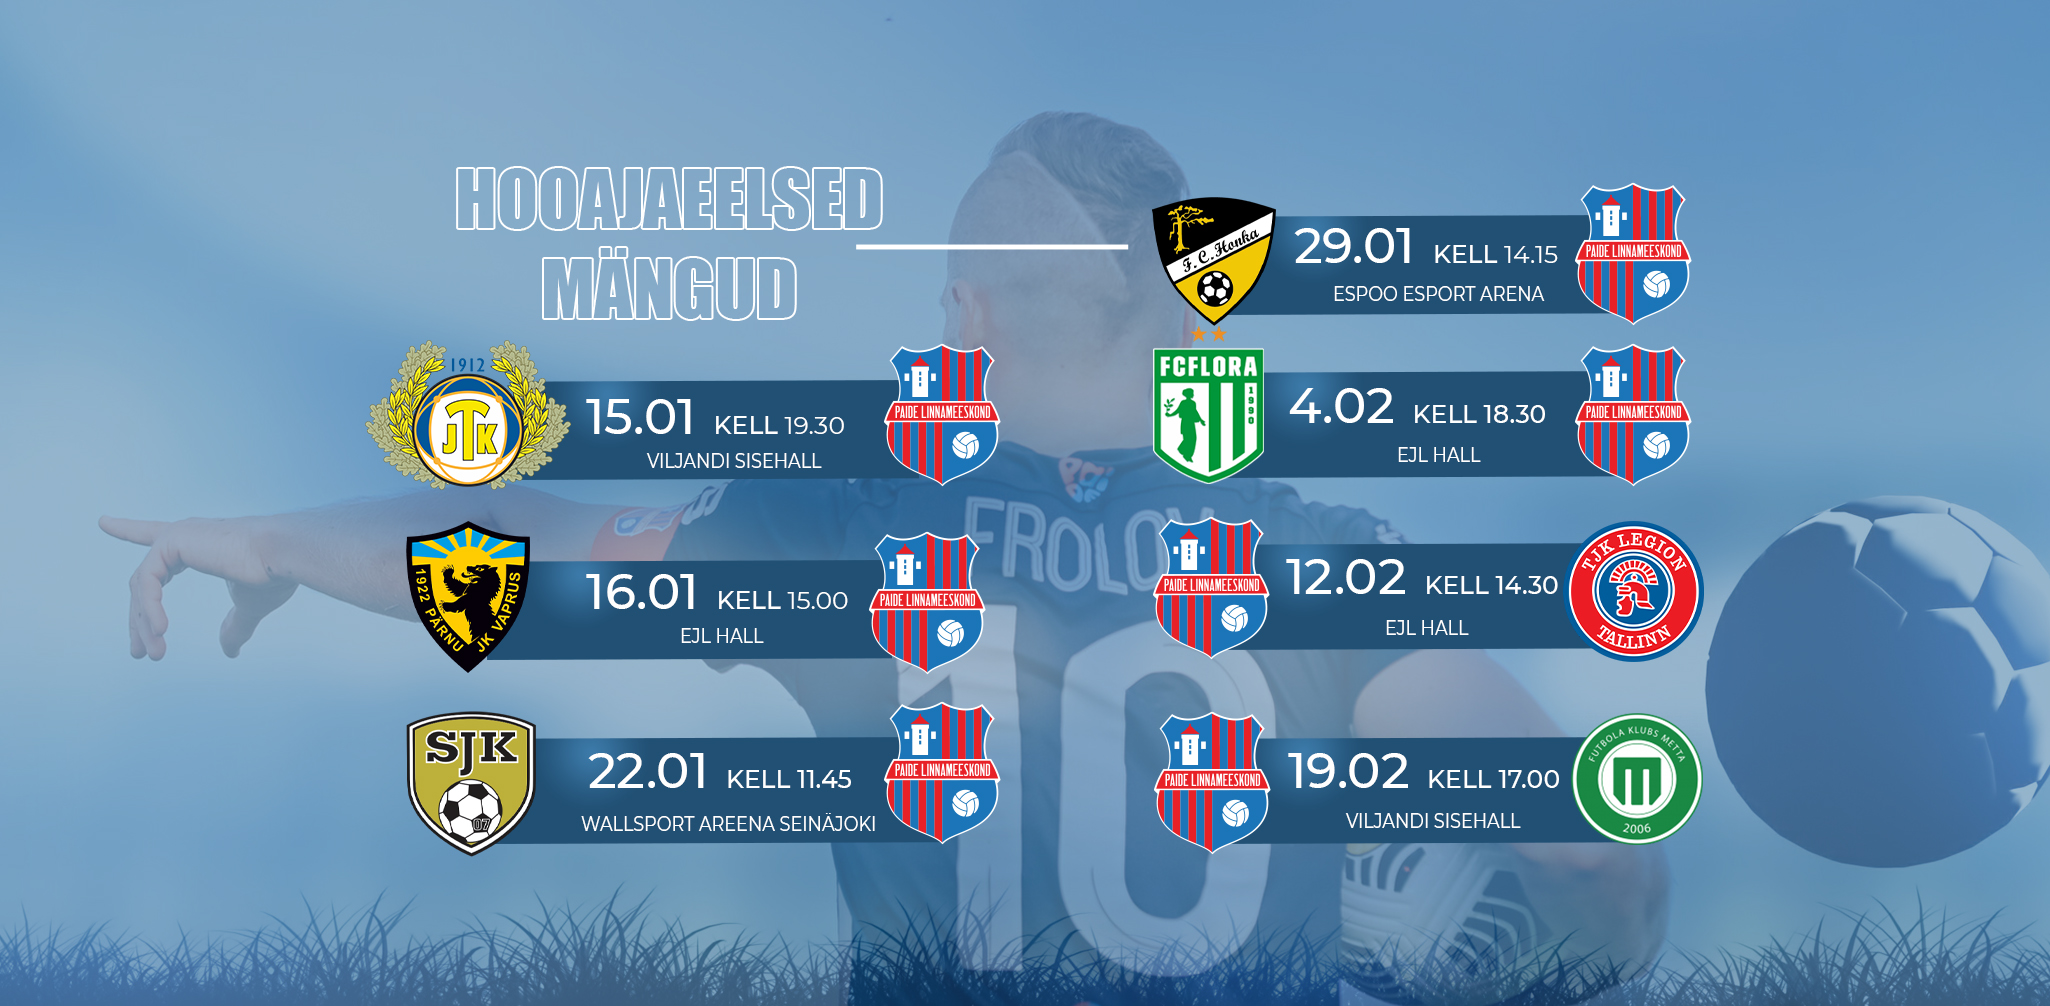 HOOAJAEELSED
MÄNGUD
1912
JTK
15.01 KELL 19.30
VILJANDI SISEHALL
PAIDE LINNAMEESKOND
1922 PÄRNU JK VAPRUS
16.01 KELL 15.00
EJL HALL
PAIDE LINNAMEESKOND
SJK
07
22.01 KELL 11.45
WALLSPORT AREENA SEINÄJOKI
PAIDE LINNAMEESKOND
F.C. Honka
29.01 KELL 14.15
ESPOO ESPORT ARENA
PAIDE LINNAMEESKOND
FCFLORA
1990
4.02 KELL 18.30
EJL HALL
PAIDE LINNAMEESKOND
PAIDE LINNAMEESKOND
12.02 KELL 14.30
EJL HALL
TJK LEGION
TALLINN
PAIDE LINNAMEESKOND
19.02 KELL 17.00
VILJANDI SISEHALL
FUTBOLA KLUBS METTA
M
2006
FROLOV
10